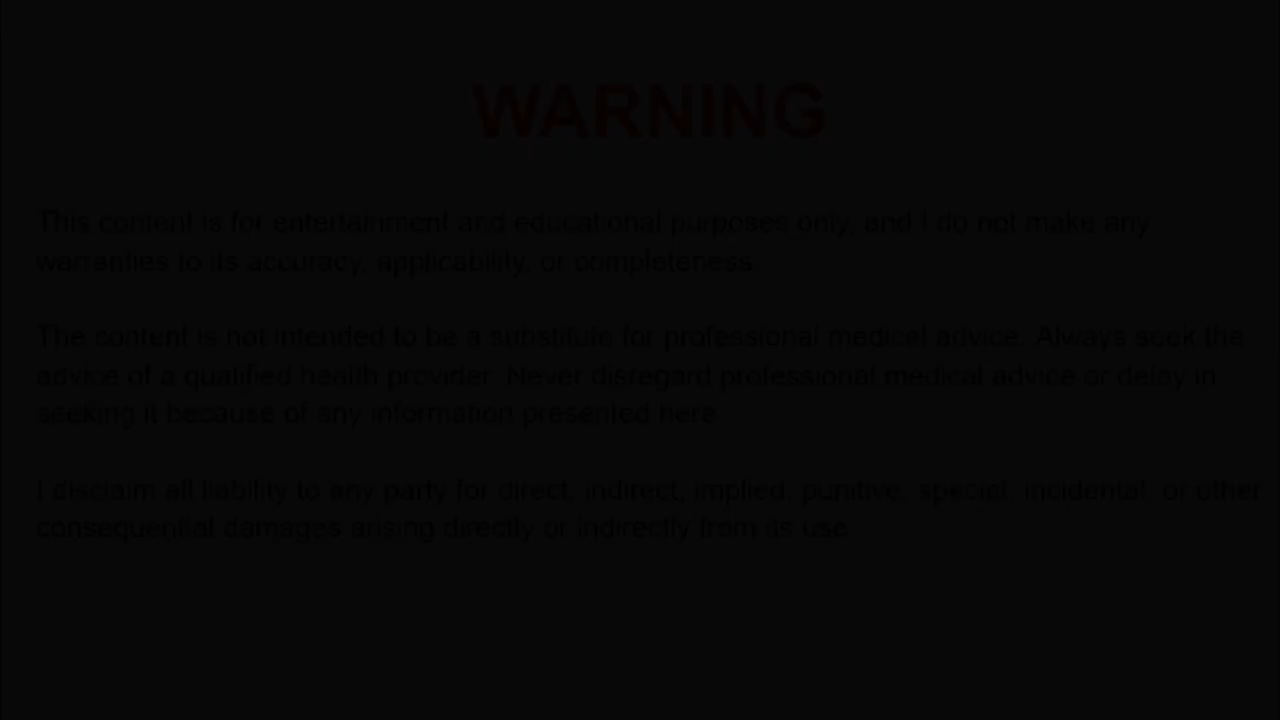 WARNING
This content is for entertainment and educational purposes only, and I do not make any
warranties to its accuracy, applicability, or completeness.
The content is not intended to be a substitute for professional medical advice. Always seek the
advice of a qualified health provider. Never disregard professional medical advice or delay in
seeking it because of any information presented here.
I disclaim all liability to any party for direct, indirect, implied, punitive, special, incidental, or other
consequential damages arising directly or indirectly from its use.